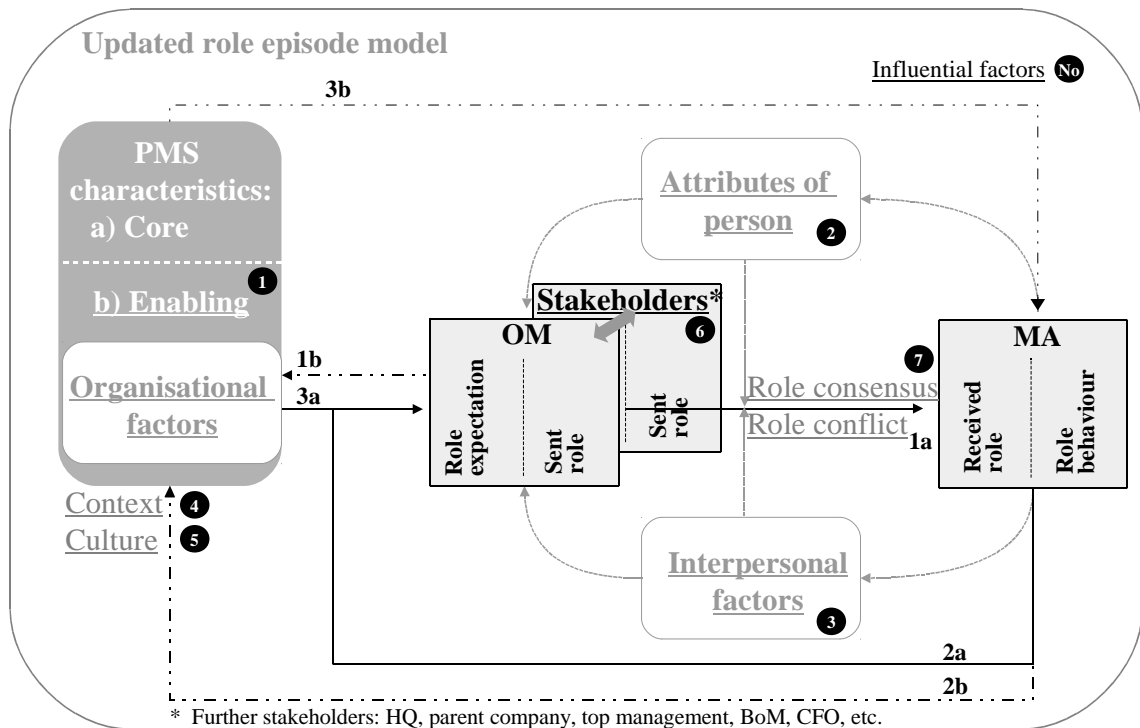 Updated role episode model
Influential factors No
3b
PMS
characteristics:
a) Core
1
b) Enabling
Organisational
factors
Attributes of
person
2
Stakeholders*
6
OM
Role
expectation
Sent
role
Sent
role
1b
3a
Role consensus
Role conflict
1a
7
MA
Received
role
Role
behaviour
Context 4
Culture 5
Interpersonal
factors
3
2a
2b
* Further stakeholders: HQ, parent company, top management, BoM, CFO, etc.